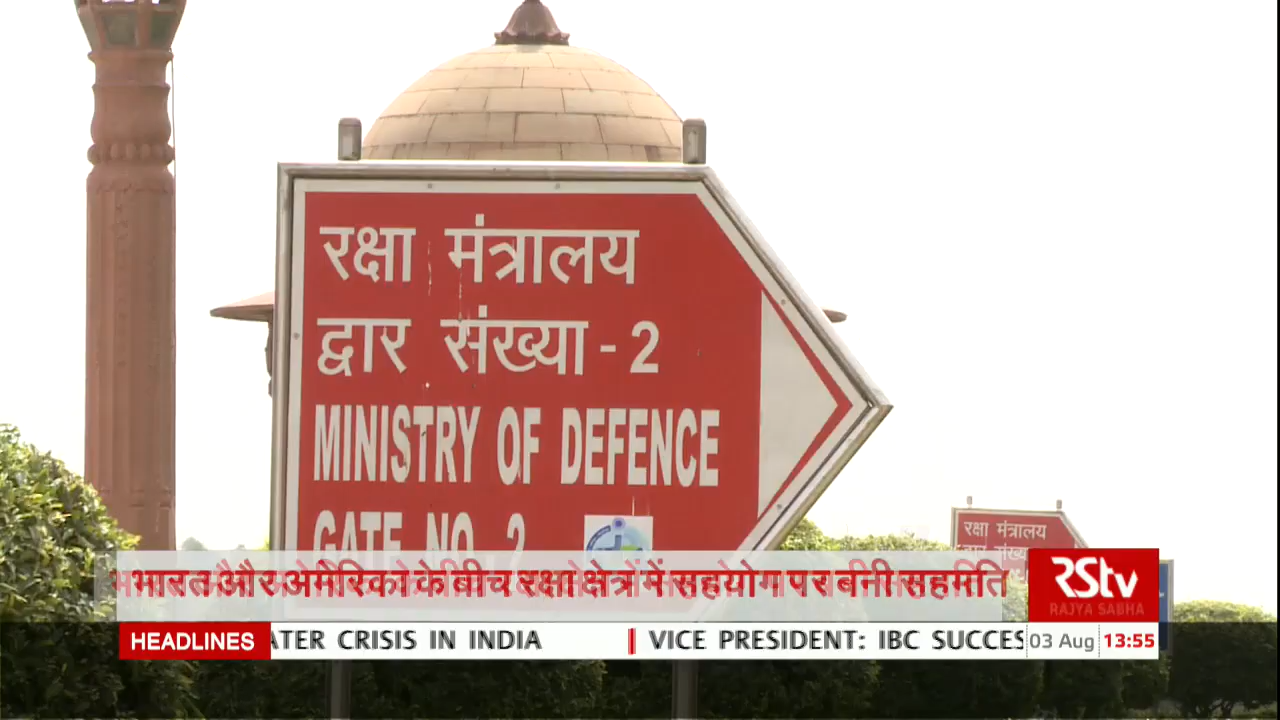 रक्षा मंत्रालय
द्वार संख्या - 2
MINISTRY OF DEFENCE
GATE NO. 2
रक्षा मंत्रालय
भारत और अमेरिका के बीच रक्षा क्षेत्र में सहयोग पर बनी सहमति
RStv
RAJYA SABHA
HEADLINES ATER CRISIS IN INDIA | VICE PRESIDENT: IBC SUCCES 03 Aug 13:55